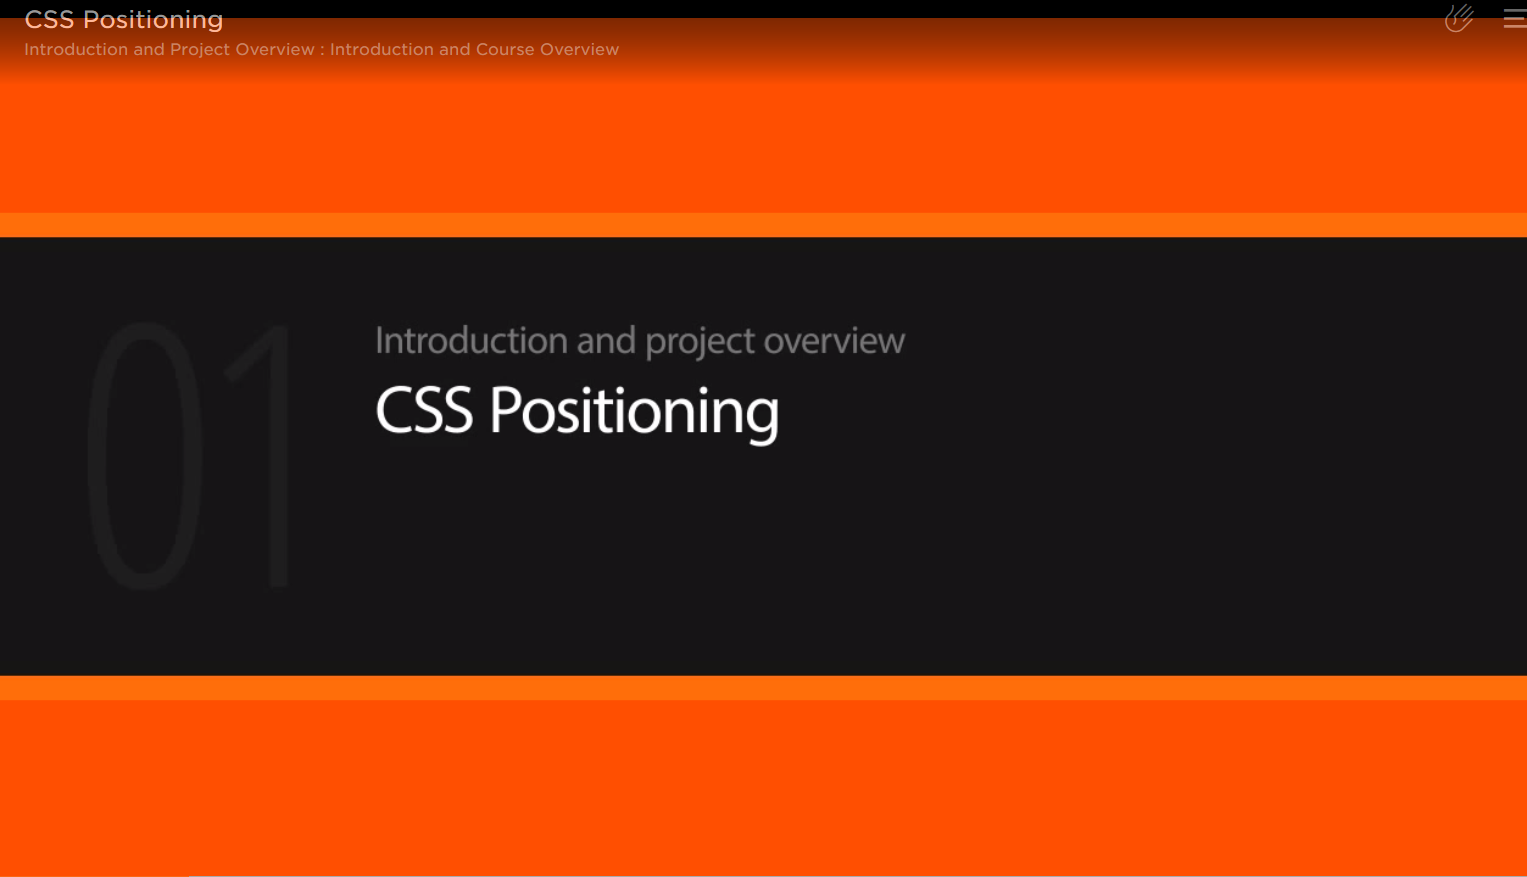 CSS Positioning
Introduction and Project Overview : Introduction and Course Overview
01
Introduction and project overview
CSS Positioning